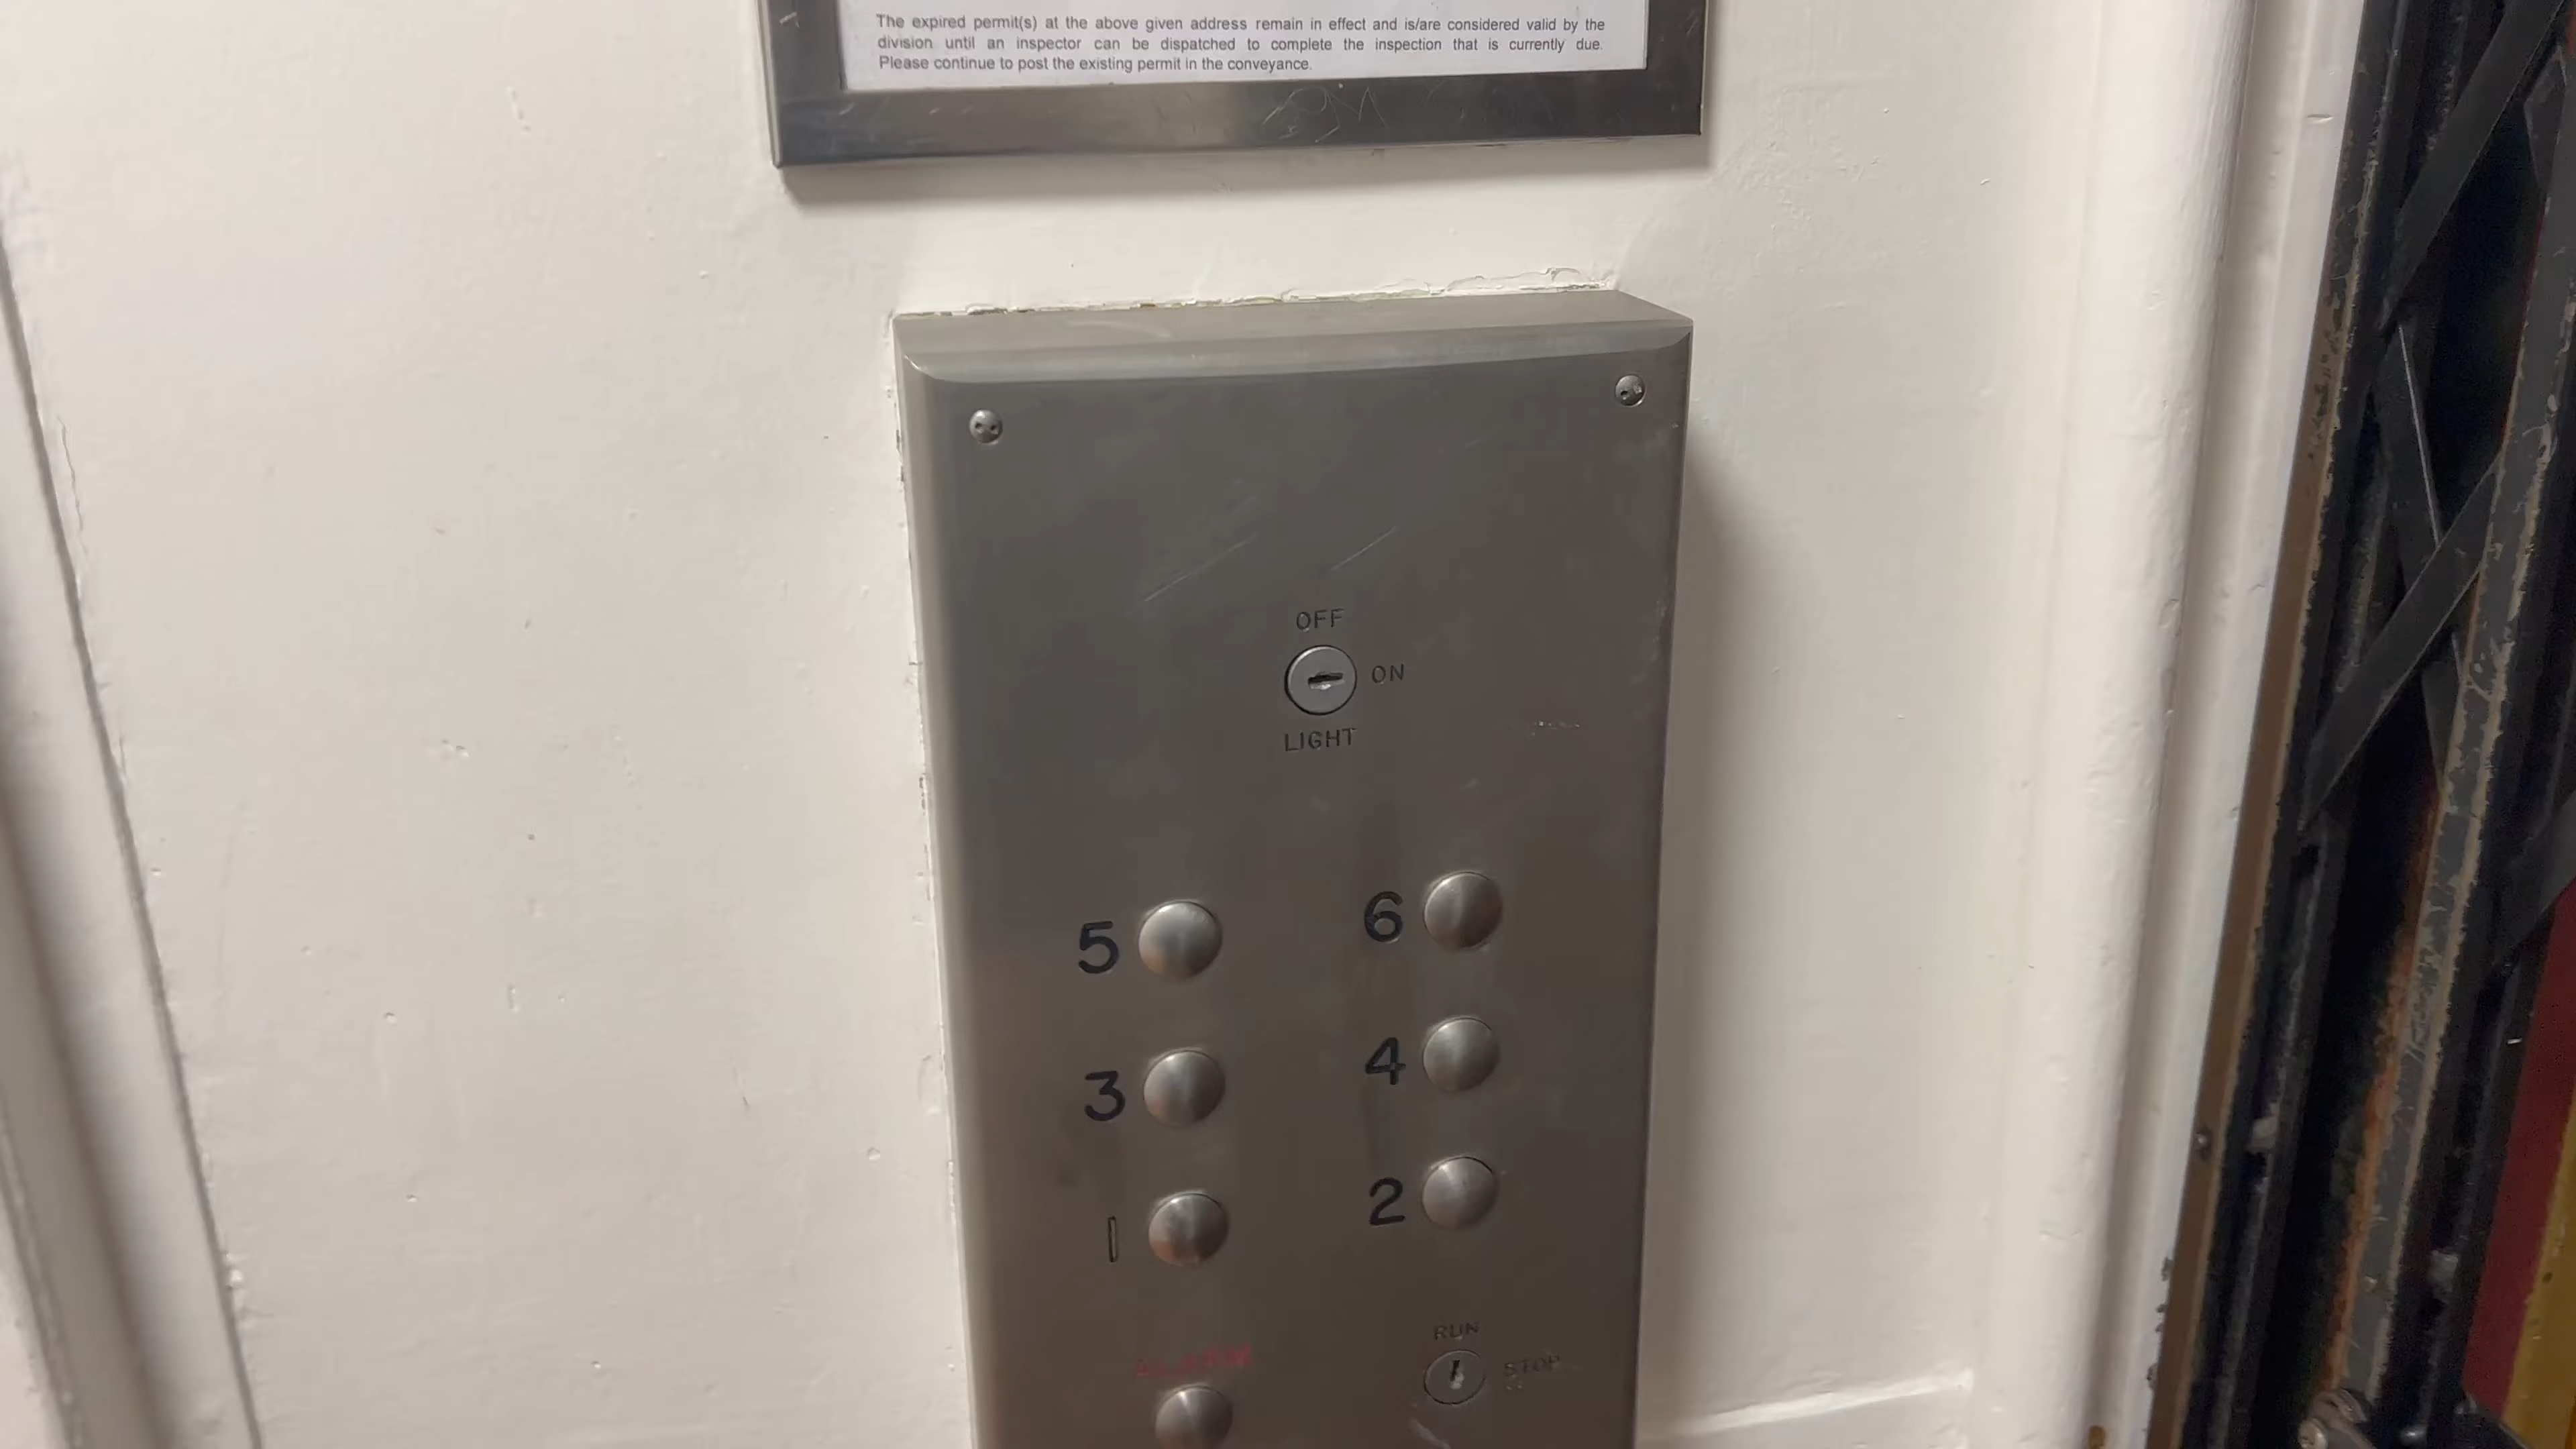 The expired permit(s) at the above given address remain in effect and is/are considered valid by the
division until an inspector can be dispatched to complete the inspection that is currently due.
Please continue to post the existing permit in the conveyance.
OFF
ON
LIGHT
5 6
3 4
1 2
ALARM
RUN
STOP